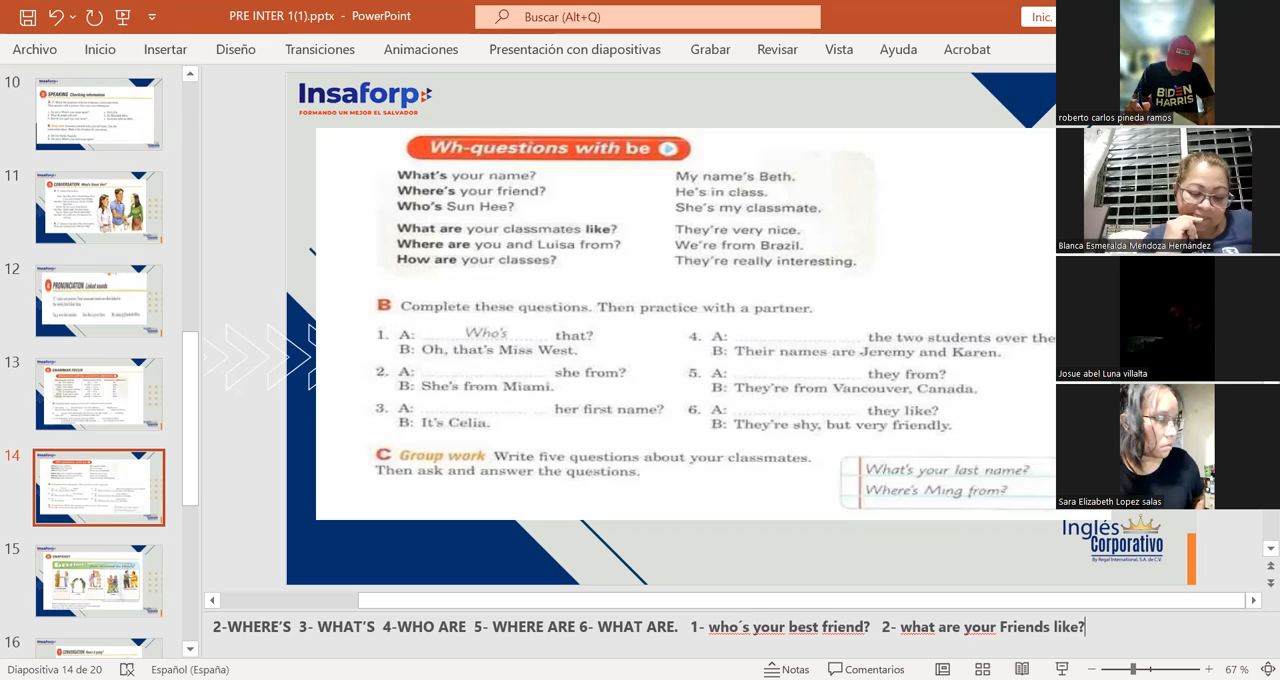 PRE INTER 1(1).pptx - PowerPoint
Buscar (Alt+Q)
Inic.
Archivo Inicio Insertar Diseño Transiciones Animaciones Presentación con diapositivas Grabar Revisar Vista Ayuda Acrobat
10
11
12
13
14
15
16
Insaforp
FORMANDO UN MEJOR EL SALVADOR
Wh-questions with be
What's your name? My name's Beth.
Where's your friend? He's in class.
Who's Sun Hee? She's my classmate.
What are your classmates like? They're very nice.
Where are you and Luisa from? We're from Brazil.
How are your classes? They're really interesting.
B Complete these questions. Then practice with a partner.
1. A: Who's that?
B: Oh, that's Miss West.
2. A: she from?
B: She's from Miami.
3. A: her first name?
B: It's Celia.
4. A: the two students over the
B: Their names are Jeremy and Karen.
5. A: they from?
B: They're from Vancouver, Canada.
6. A: they like?
B: They're shy, but very friendly.
C Group work Write five questions about your classmates.
Then ask and answer the questions.
What's your last name?
Where's Ming from?
Inglés
Corporativo
By Regal International, S.A. de C.V.
roberto carlos pineda ramos
Blanca Esmeralda Mendoza Hernández
Josue abel Luna villalta
Sara Elizabeth Lopez salas
2-WHERE'S 3- WHAT'S 4-WHO ARE 5- WHERE ARE 6- WHAT ARE. 1- who´s your best friend? 2- what are your Friends like?
Diapositiva 14 de 20 Español (España) Notas Comentarios 67 %
BIDEN
HARRIS